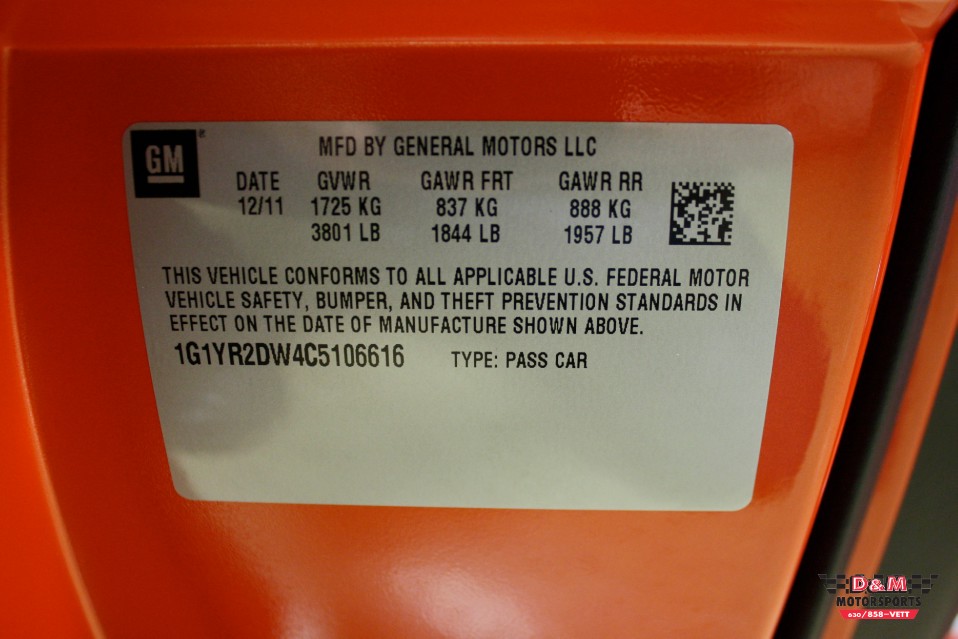 GM
MFD BY GENERAL MOTORS LLC
DATE GVWR GAWR FRT GAWR RR
12/11 1725 KG 837 KG 888 KG
3801 LB 1844 LB 1957 LB
THIS VEHICLE CONFORMS TO ALL APPLICABLE U.S. FEDERAL MOTOR
VEHICLE SAFETY, BUMPER, AND THEFT PREVENTION STANDARDS IN
EFFECT ON THE DATE OF MANUFACTURE SHOWN ABOVE.
1G1YR2DW4C5106616 TYPE: PASS CAR
D&M
MOTORSPORTS
630/858-VETT